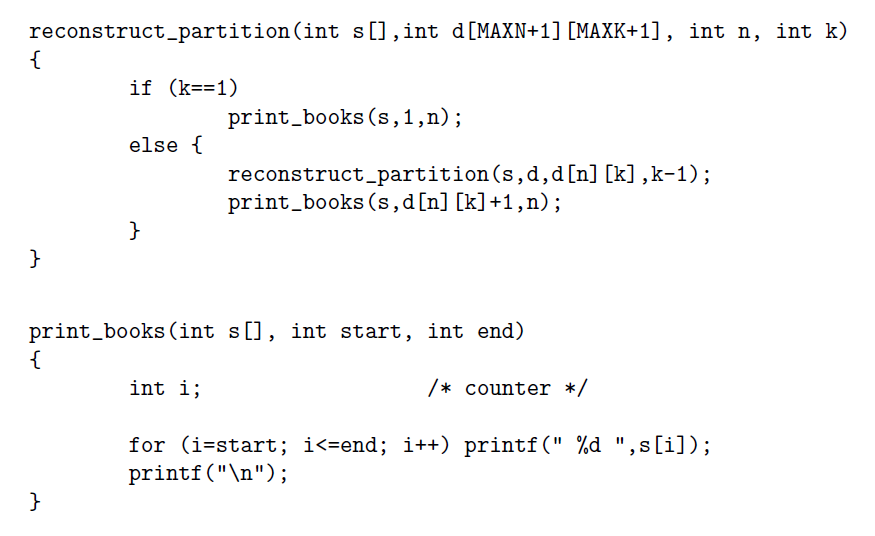 reconstruct_partition(int s[],int d[MAXN+1][MAXK+1], int n, int k)
{
        if (k==1)
                print_books(s,1,n);
        else {
                reconstruct_partition(s,d,d[n][k],k-1);
                print_books(s,d[n][k]+1,n);
        }
}
print_books(int s[], int start, int end)
{
        int i;                  /* counter */
        for (i=start; i<=end; i++) printf(" %d ",s[i]);
        printf("\n");
}